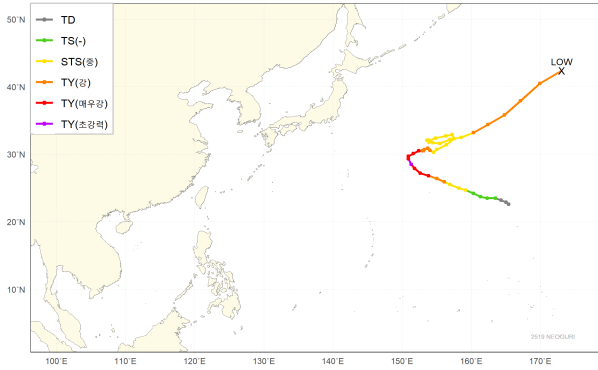 50°N
TD
TS(-)
STS(중)
TY(강)
TY(매우강)
TY(초강력)
LOW
X
40°N
30°N
20°N
10°N
2519 NEOGURI
100°E
110°E
120°E
130°E
140°E
150°E
160°E
170°E